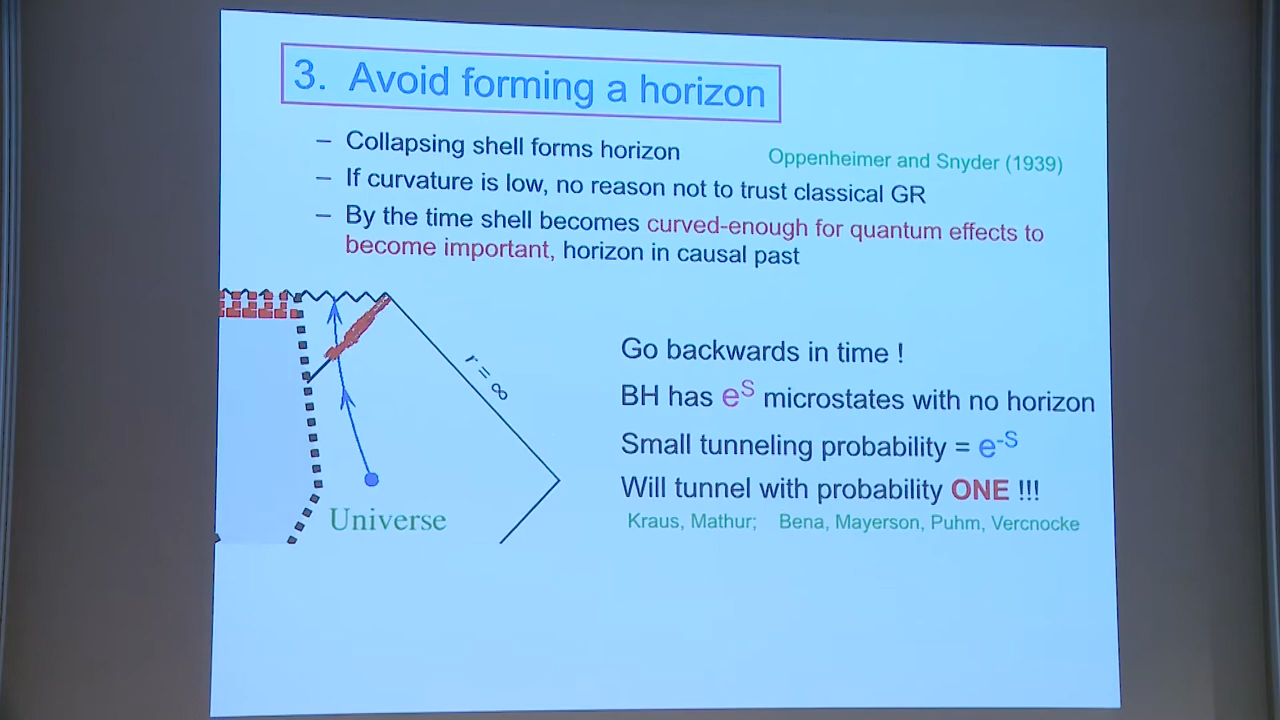 3. Avoid forming a horizon
– Collapsing shell forms horizon
Oppenheimer and Snyder (1939)
– If curvature is low, no reason not to trust classical GR
– By the time shell becomes curved-enough for quantum effects to
become important, horizon in causal past
r = ∞
Go backwards in time !
BH has e^S microstates with no horizon
Small tunneling probability = e^-S
Will tunnel with probability ONE !!!
Kraus, Mathur; Bena, Mayerson, Puhm, Vercnocke
Universe